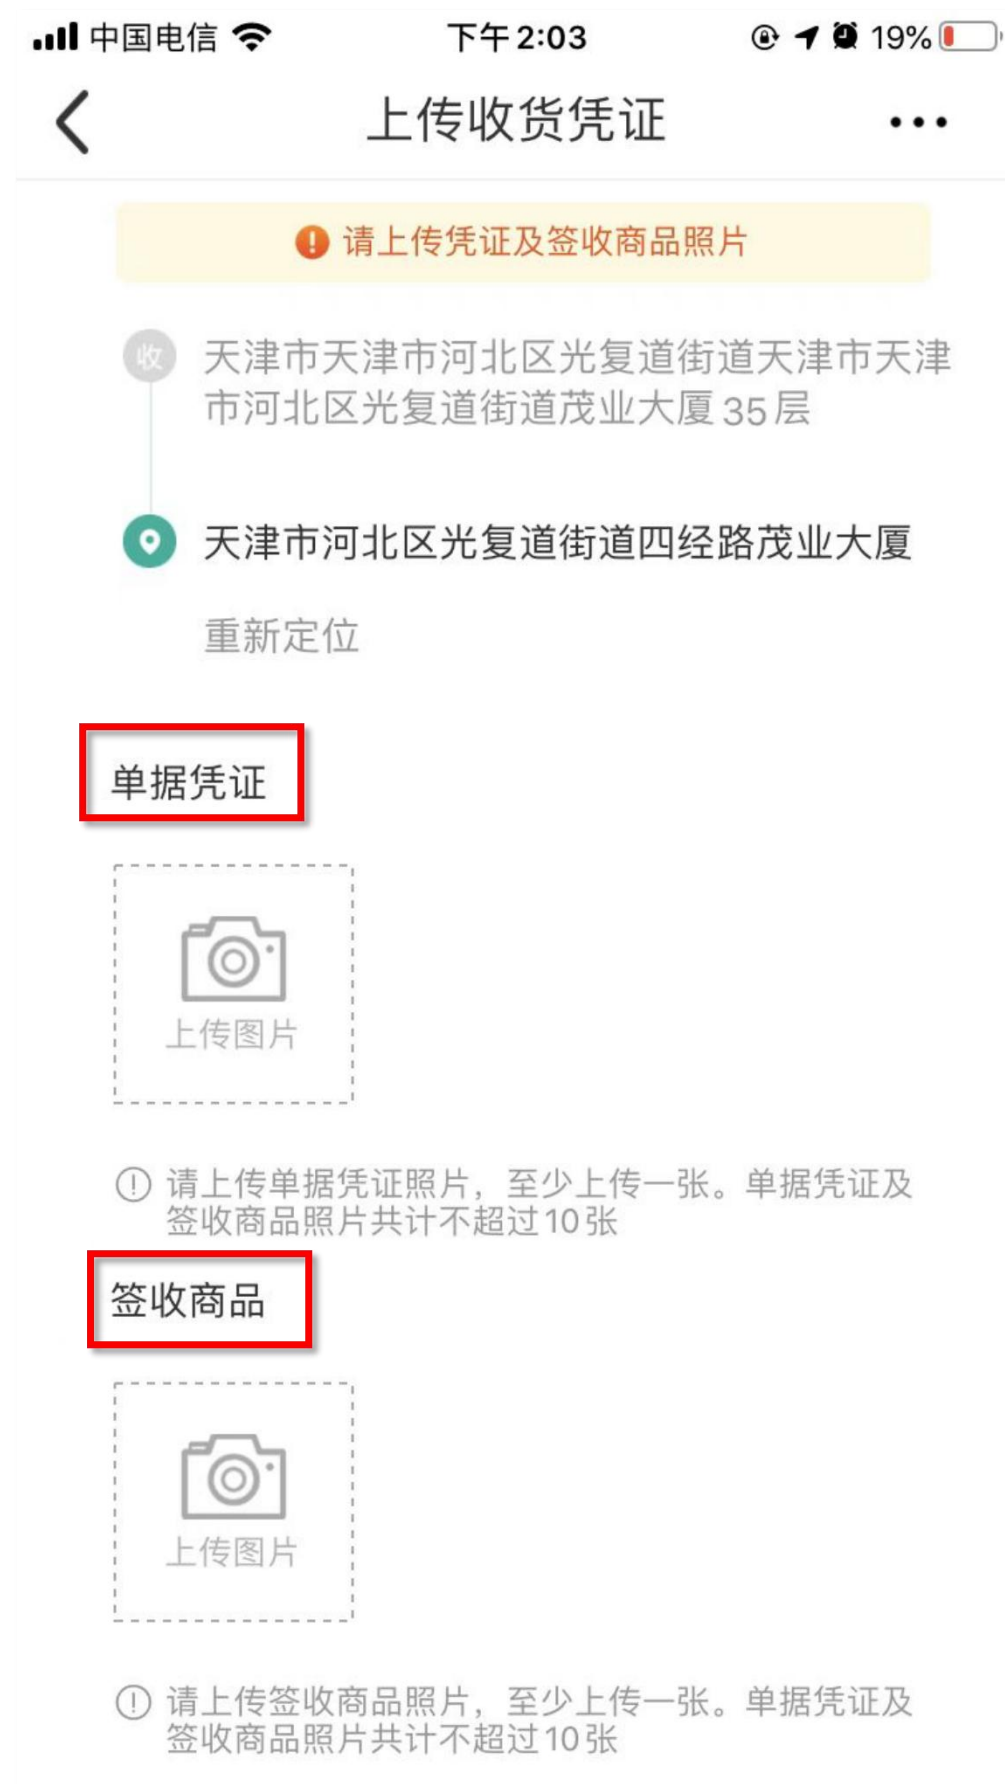 中国电信 下午2:03 19%
上传收货凭证
请上传凭证及签收商品照片
收 天津市天津市河北区光复道街道天津市天津
市河北区光复道街道茂业大厦35层
天津市河北区光复道街道四经路茂业大厦
重新定位
单据凭证
上传图片
请上传单据凭证照片，至少上传一张。单据凭证及
签收商品照片共计不超过10张
签收商品
上传图片
请上传签收商品照片，至少上传一张。单据凭证及
签收商品照片共计不超过10张